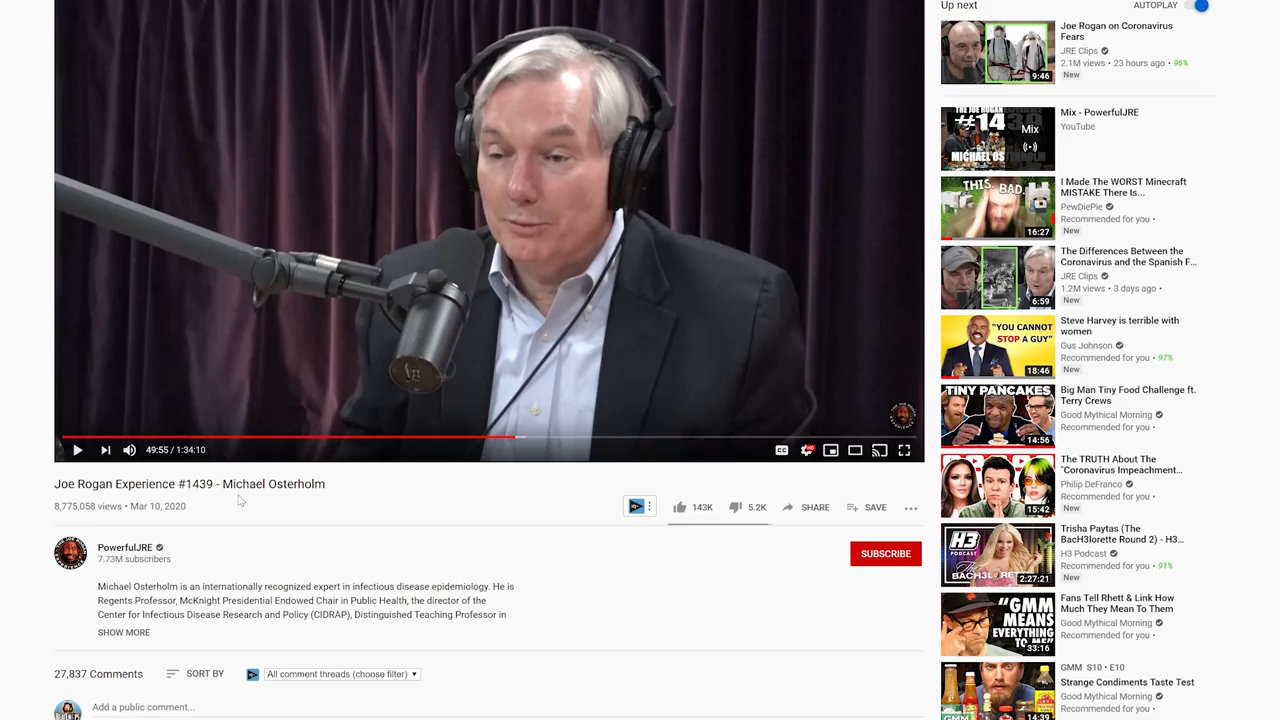 49:55 / 1:34:10
Joe Rogan Experience #1439 - Michael Osterholm
8,775,058 views • Mar 10, 2020
143K
5.2K
SHARE
SAVE
PowerfulJRE
7.73M subscribers
SUBSCRIBE
Michael Osterholm is an internationally recognized expert in infectious disease epidemiology. He is
Regents Professor, McKnight Presidential Endowed Chair in Public Health, the director of the
Center for Infectious Disease Research and Policy (CIDRAP), Distinguished Teaching Professor in
SHOW MORE
27,837 Comments
SORT BY
All comment threads (choose filter)
Add a public comment...
Up next
AUTOPLAY
9:46
Joe Rogan on Coronavirus
Fears
JRE Clips
2.1M views • 23 hours ago • 96%
New
#14
MICHAEL OS
Mix
Mix - PowerfulJRE
YouTube
THIS. BAD.
16:27
I Made The WORST Minecraft
MISTAKE There Is...
PewDiePie
Recommended for you •
New
6:59
The Differences Between the
Coronavirus and the Spanish F...
JRE Clips
1.2M views • 3 days ago •
New
"YOU CANNOT
STOP A GUY"
18:46
Steve Harvey is terrible with
women
Gus Johnson
Recommended for you • 97%
New
TINY PANCAKES
14:56
Big Man Tiny Food Challenge ft.
Terry Crews
Good Mythical Morning
Recommended for you •
15:42
The TRUTH About The
"Coronavirus Impeachment...
Philip DeFranco
Recommended for you •
New
H3
PODCAST
THE
BACH3LORETTE
2:27:21
Trisha Paytas (The
BacH3lorette Round 2) - H3...
H3 Podcast
Recommended for you • 91%
New
"GMM
MEANS
EVERYTHING
TO ME"
33:16
Fans Tell Rhett & Link How
Much They Mean To Them
Good Mythical Morning
Recommended for you •
GMM
14:39
GMM S10 • E10
Strange Condiments Taste Test
Good Mythical Morning
Recommended for you •